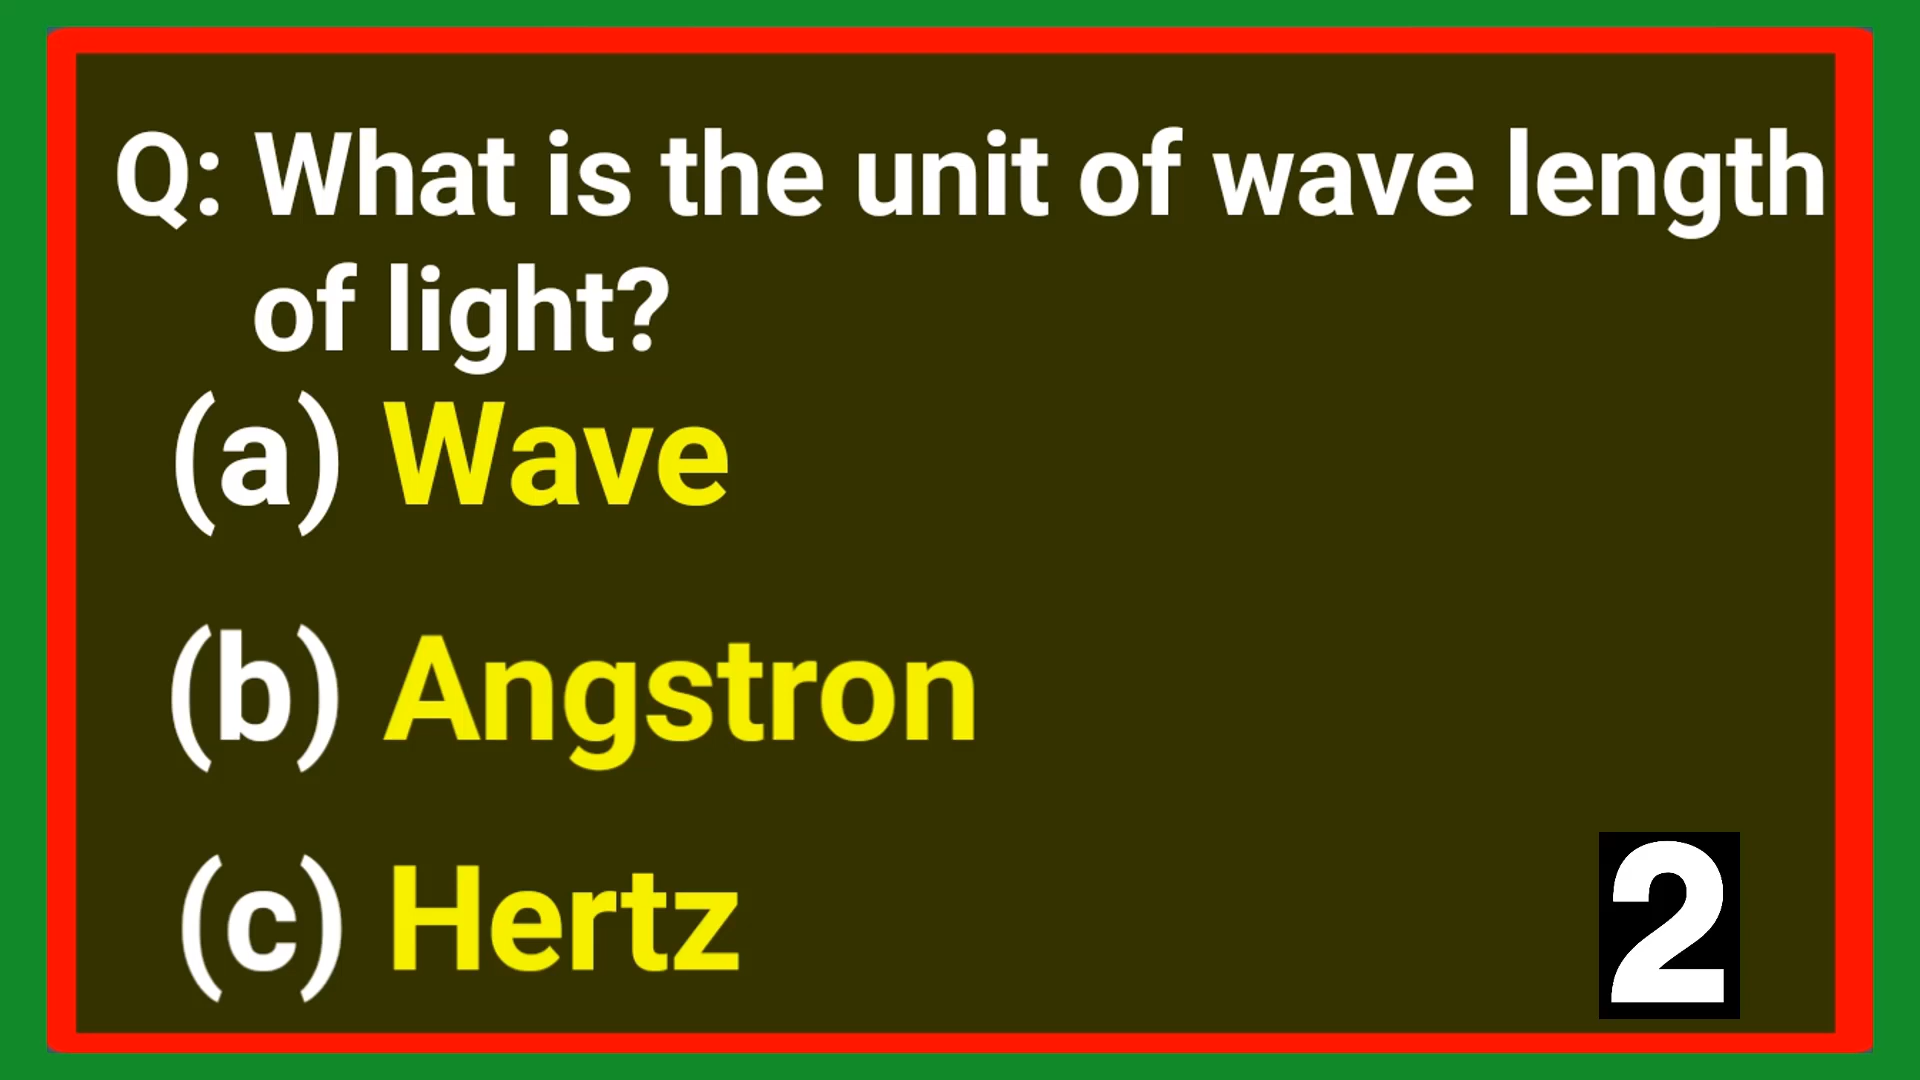 Q: What is the unit of wave length
of light?
(a) Wave
(b) Angstron
(c) Hertz
2